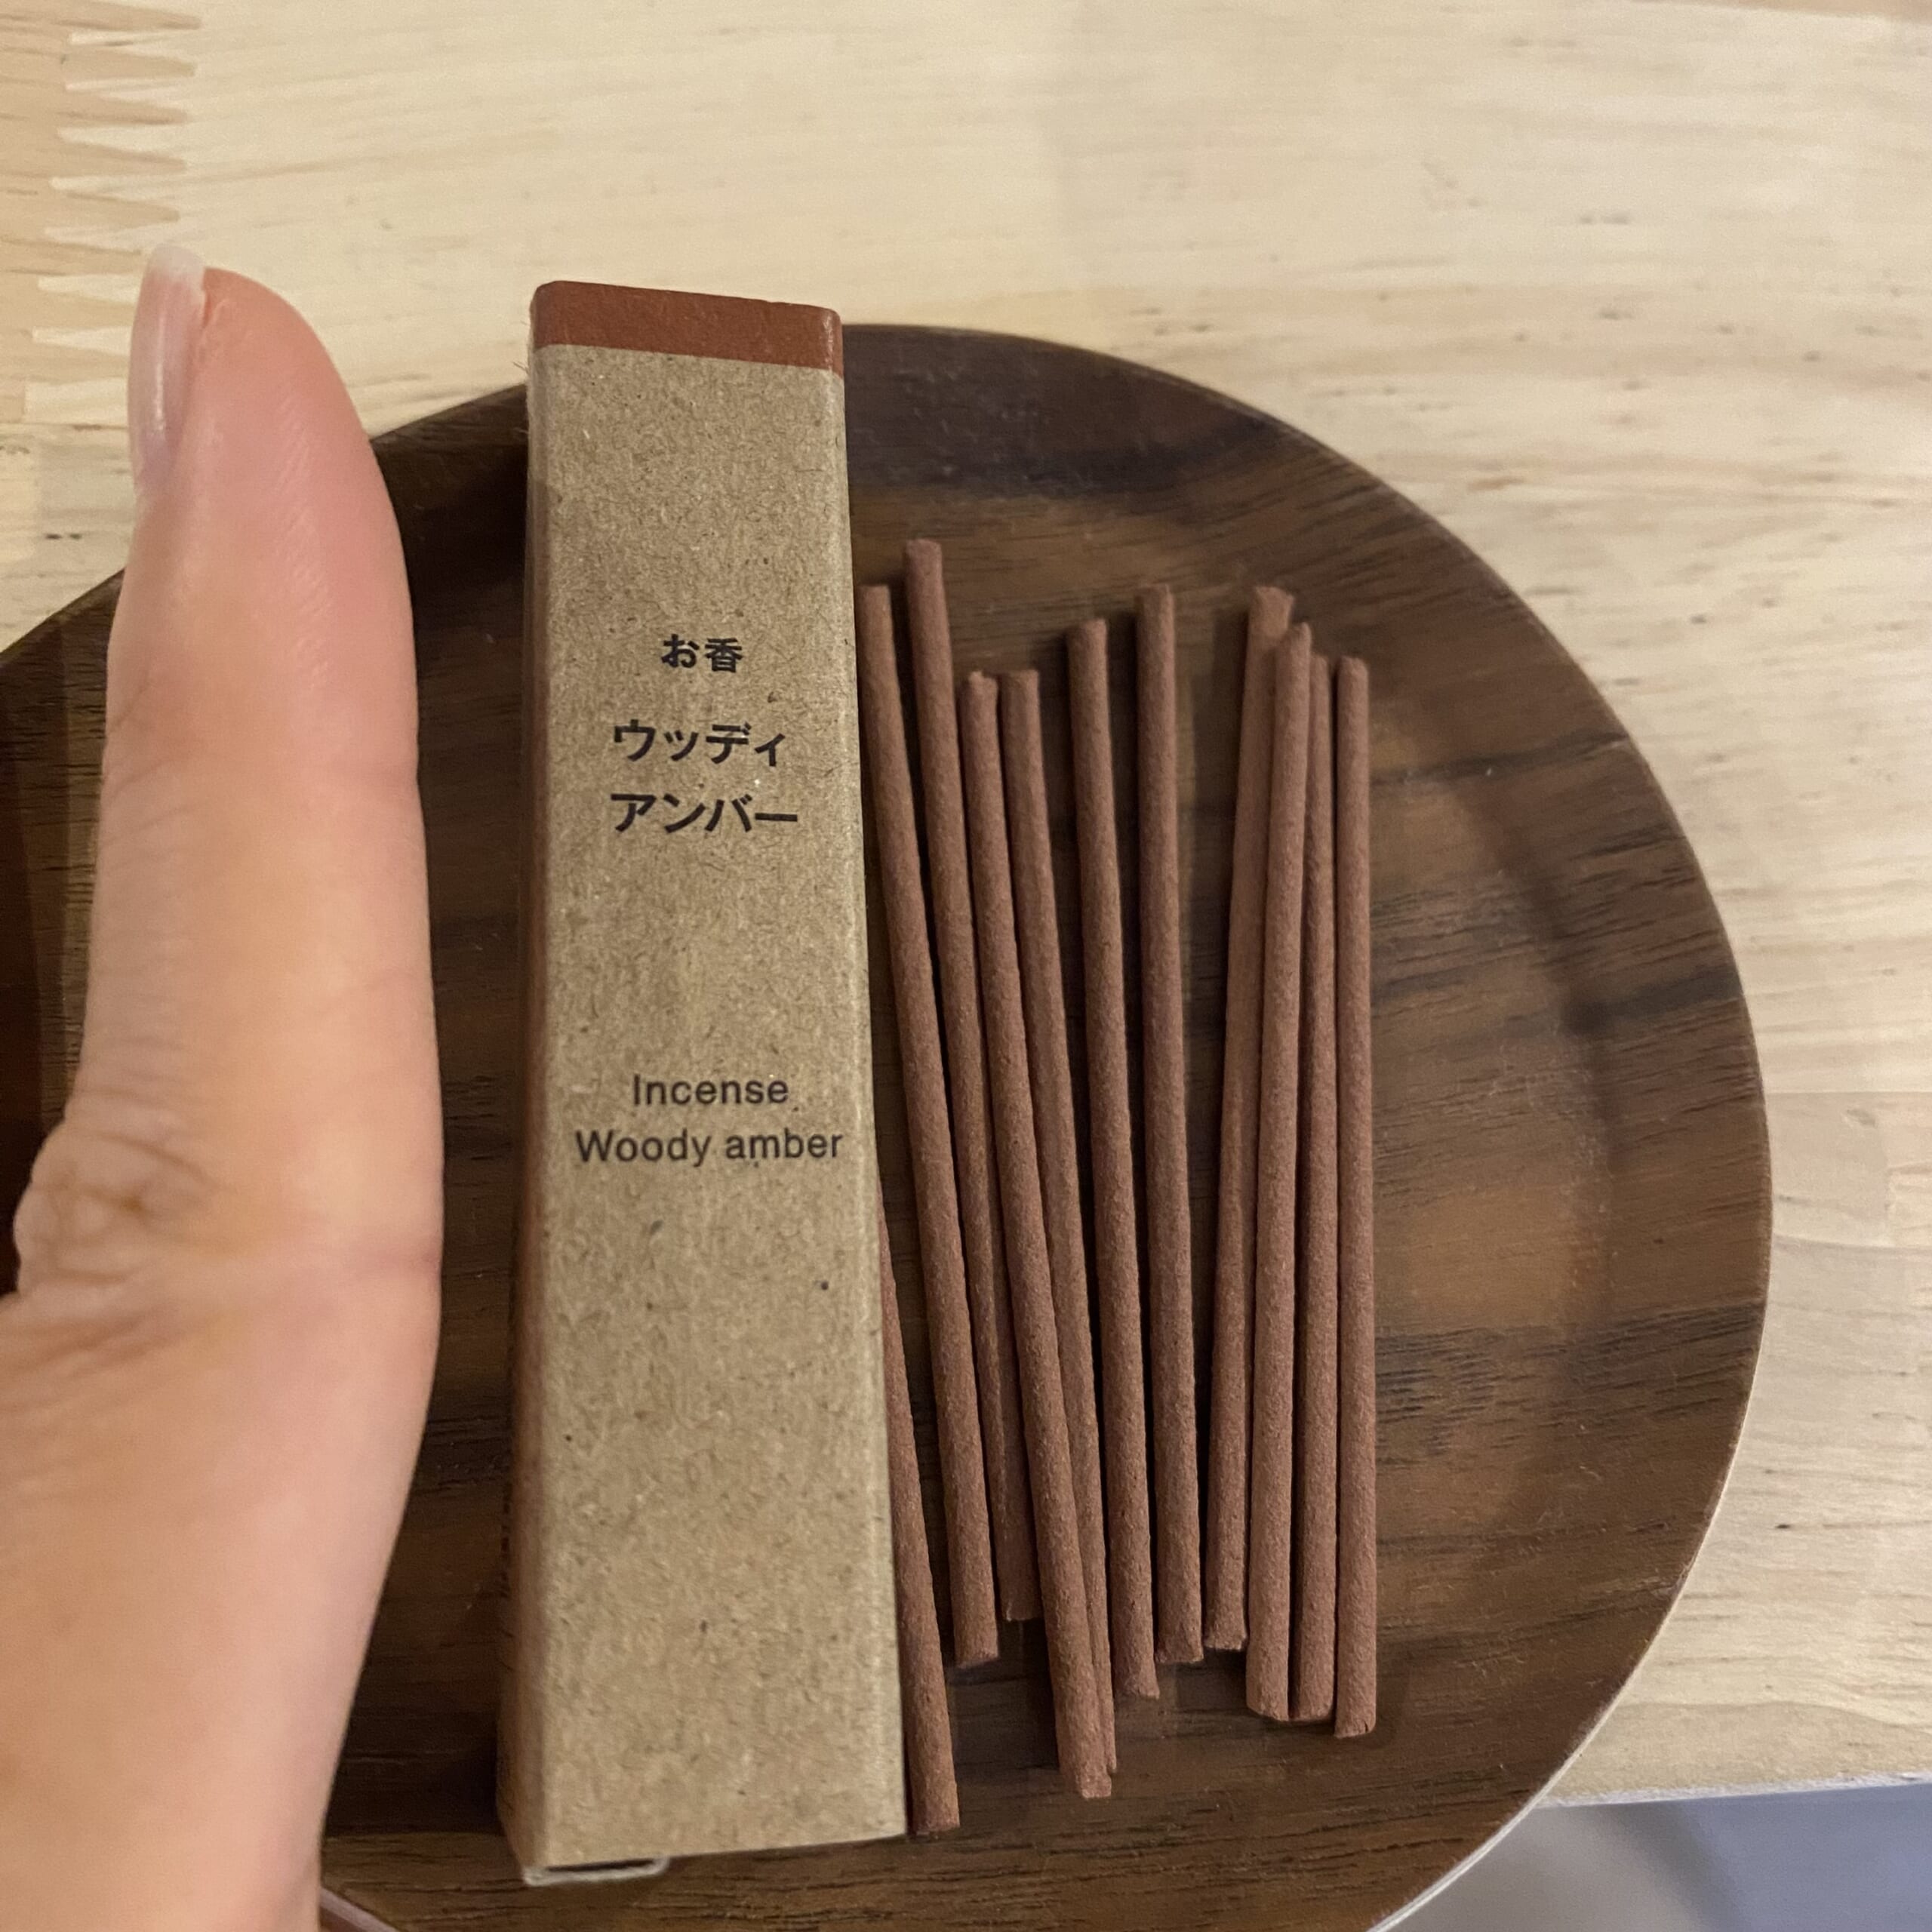 お香
ウッディ
アンバー
Incense
Woody amber